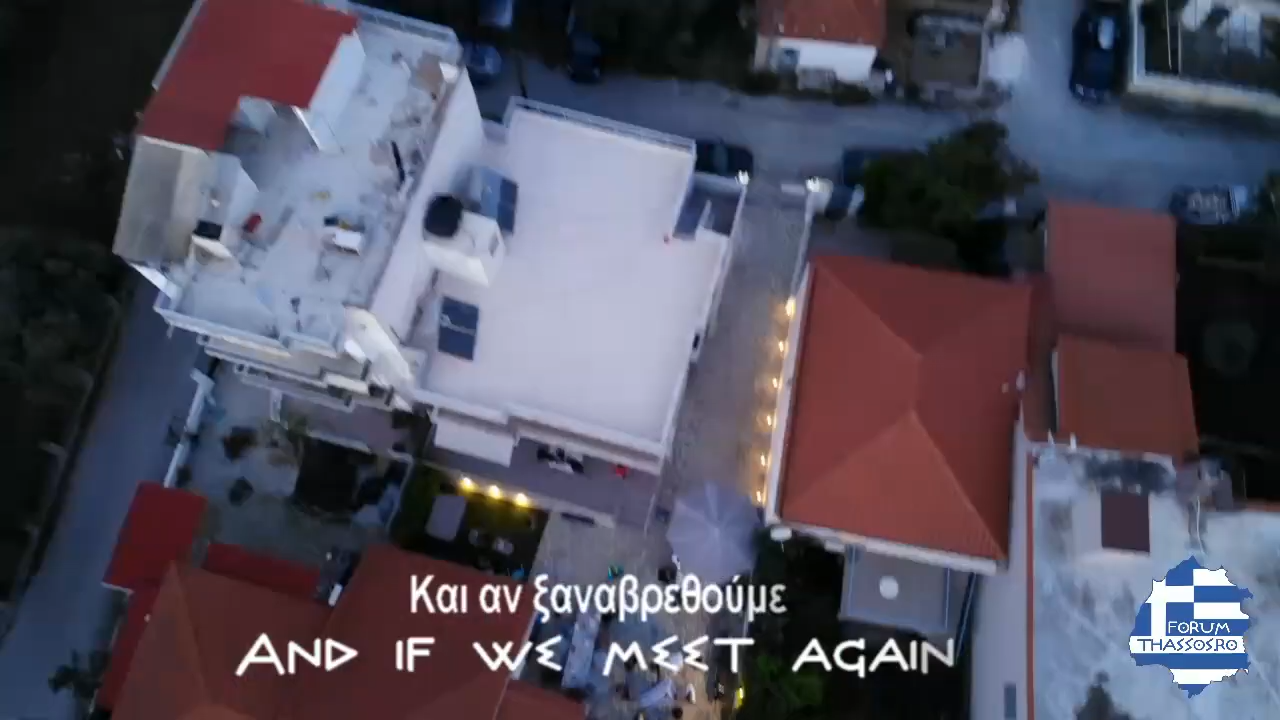 Και αν ξαναβρεθούμε
AND IF WE MEET AGAIN
FORUM
THASSOS.RO